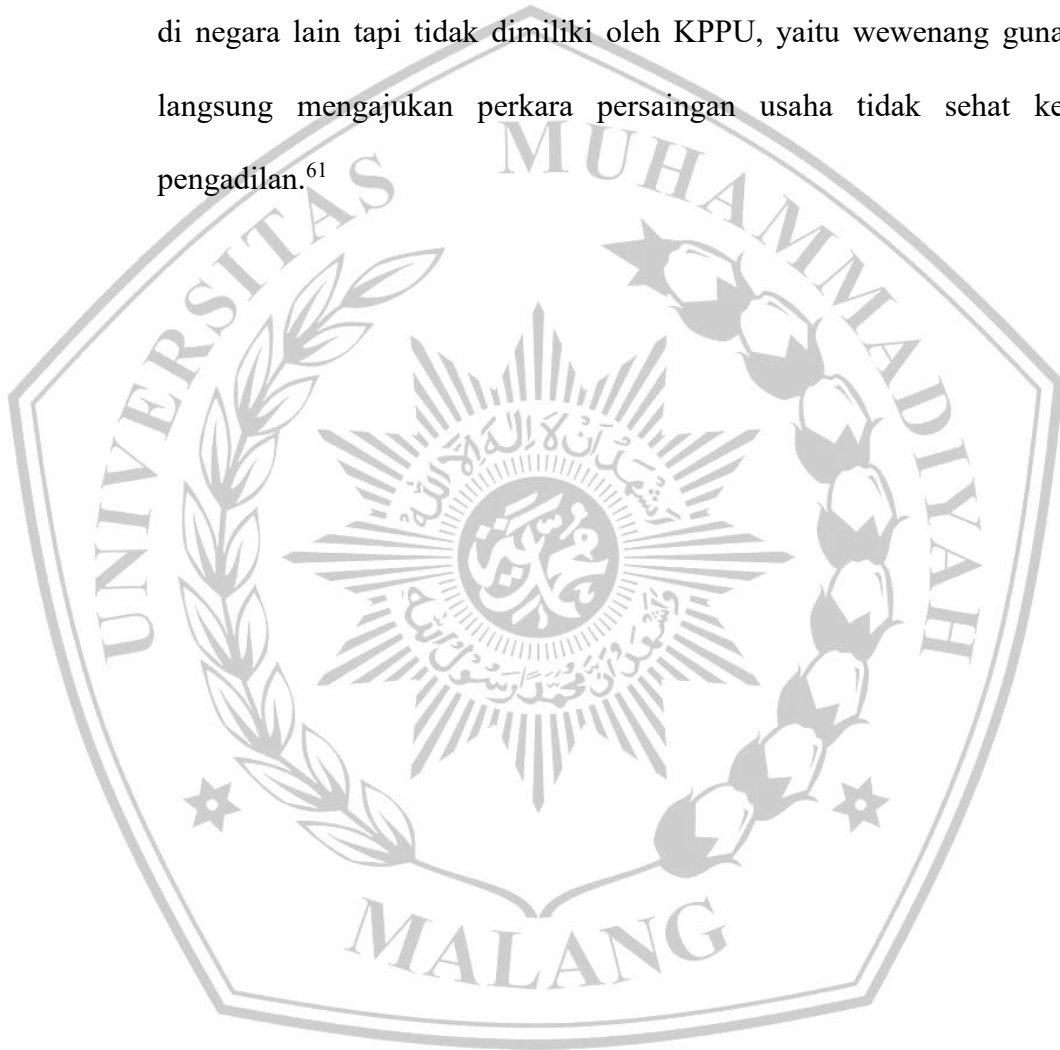 di negara lain tapi tidak dimiliki oleh KPPU, yaitu wewenang guna
langsung mengajukan perkara persaingan usaha tidak sehat ke
pengadilan.61
UNIVERSITAS MUHAMMADIYAH
MALANG